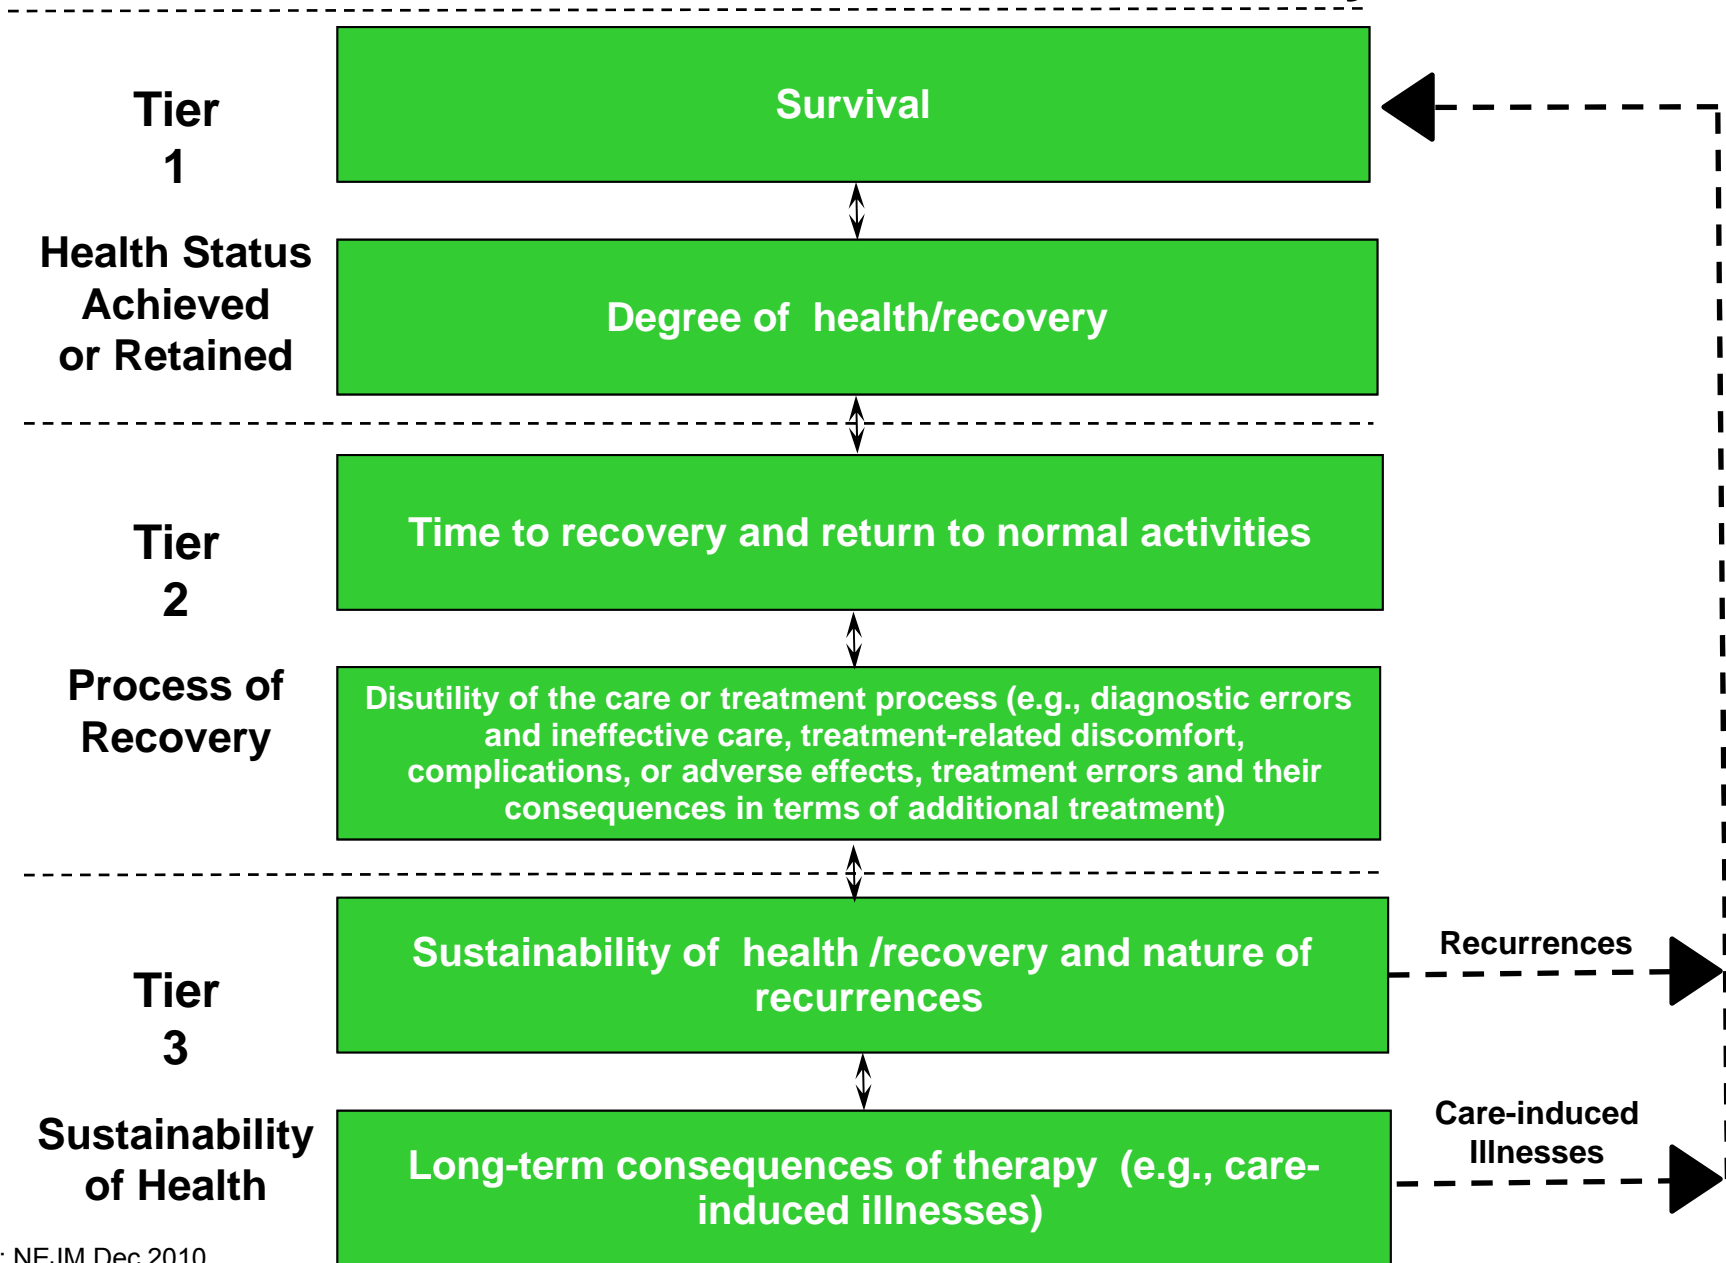 Tier
1
Survival
Health Status
Achieved
or Retained
Degree of health/recovery
Tier
2
Time to recovery and return to normal activities
Process of
Recovery
Disutility of the care or treatment process (e.g., diagnostic errors
and ineffective care, treatment-related discomfort,
complications, or adverse effects, treatment errors and their
consequences in terms of additional treatment)
Tier
3
Sustainability of health /recovery and nature of
recurrences
Recurrences
Sustainability
of Health
Long-term consequences of therapy (e.g., care-
induced illnesses)
Care-induced
Illnesses
: NEJM Dec 2010